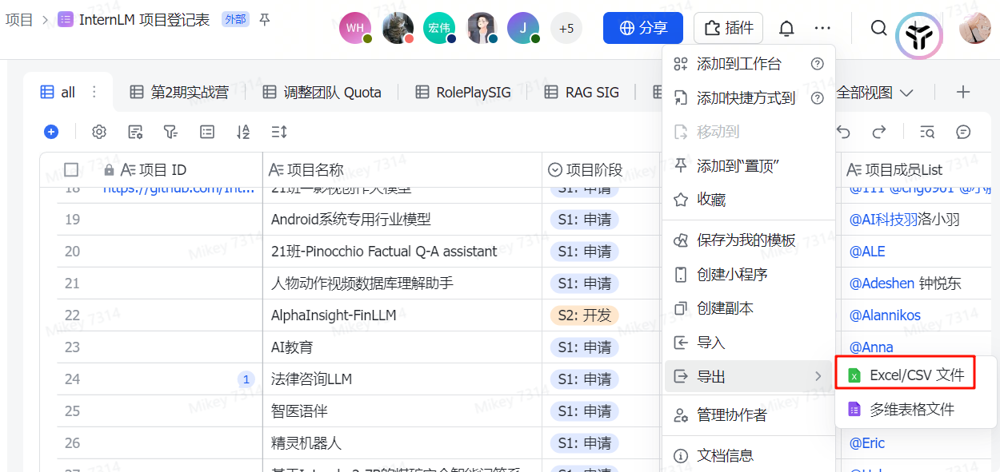 项目 > InternLM 项目登记表 外部
WH 宏伟 J +5 分享 插件
all 第2期实战营 调整团队 Quota RolePlaySIG RAG SIG 全部视图
项目 ID 项目名称 项目阶段 项目成员List
18 https://github.com/Int... 21班—影视创作大模型 S1: 申请
19 Android系统专用行业模型 S1: 申请 @AI科技羽洛小羽
20 21班-Pinocchio Factual Q-A assistant S1: 申请 @ALE
21 人物动作视频数据库理解助手 S1: 申请 @Adeshen 钟悦东
22 AlphaInsight-FinLLM S2: 开发 @Alannikos
23 AI教育 S1: 申请 @Anna
24 1 法律咨询LLM S1: 申请
25 智医语伴 S1: 申请
26 精灵机器人 S1: 申请 @Eric
27
添加到工作台
添加快捷方式到
移动到
添加到“置顶”
收藏
保存为我的模板
创建小程序
创建副本
导入
导出
管理协作者
文档信息
Excel/CSV 文件
多维表格文件
Mikey 7314